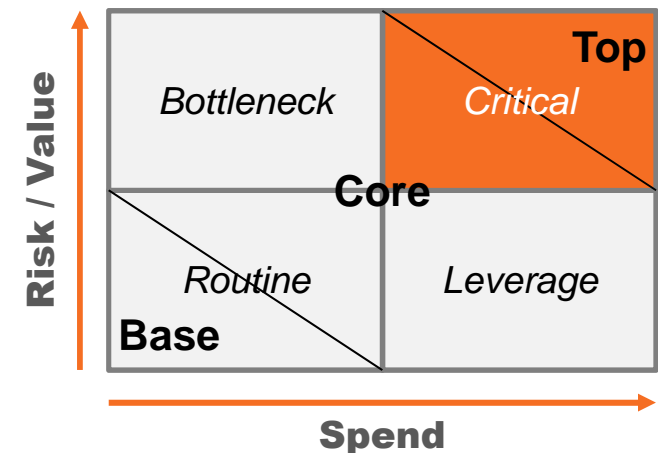 Top
Bottleneck
Critical
Risk / Value
Core
Routine
Leverage
Base
Spend